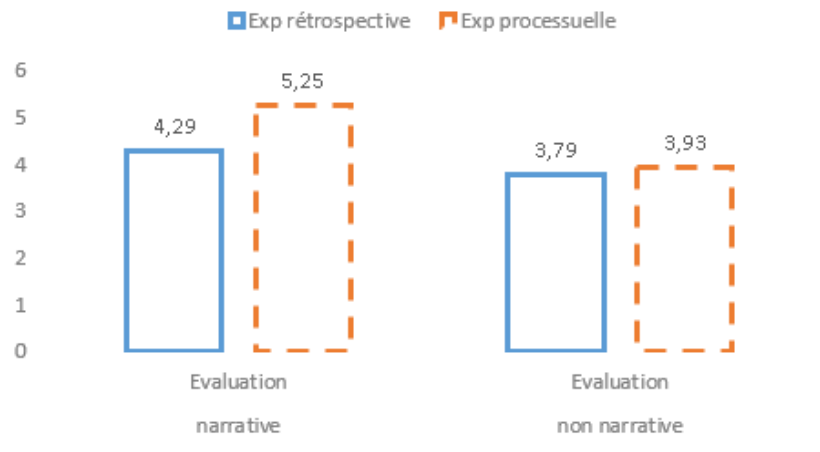 Exp rétrospective Exp processuelle
6
5,25
5
4,29
4
3,79
3,93
3
2
1
0
Evaluation
narrative
Evaluation
non narrative